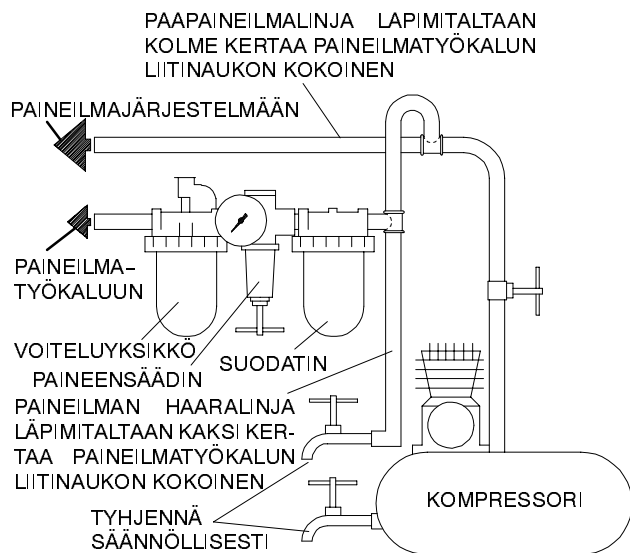 PAAPAINEILMALINJA LAPIMITALTAAN
KOLME KERTAA PAINEILMATYÖKALUN
LIITINAUKON KOKOINEN
PAINEILMAJÄRJESTELMÄÄN
PAINEILMA–
TYÖKALUUN
VOITELUYKSIKKÖ
SUODATIN
PAINEENSÄÄDIN
PAINEILMAN HAARALINJA
LÄPIMITALTAAN KAKSI KER-
TAA PAINEILMATYÖKALUN
LIITINAUKON KOKOINEN
KOMPRESSORI
TYHJENNÄ
SÄÄNNÖLLISESTI